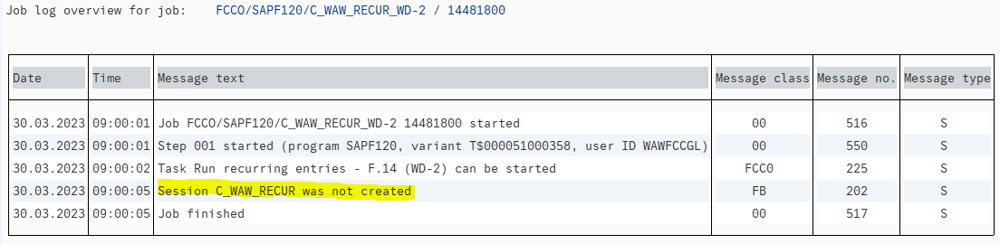 Job log overview for job:    FCCO/SAPF120/C_WAW_RECUR_WD-2 / 14481800
Date Time Message text Message class Message no. Message type
30.03.2023 09:00:01 Job FCCO/SAPF120/C_WAW_RECUR_WD-2 14481800 started 00 516 S
30.03.2023 09:00:01 Step 001 started (program SAPF120, variant T$000051000358, user ID WAWFCCGL) 00 550 S
30.03.2023 09:00:02 Task Run recurring entries - F.14 (WD-2) can be started FCC0 225 S
30.03.2023 09:00:05 Session C_WAW_RECUR was not created FB 202 S
30.03.2023 09:00:05 Job finished 00 517 S